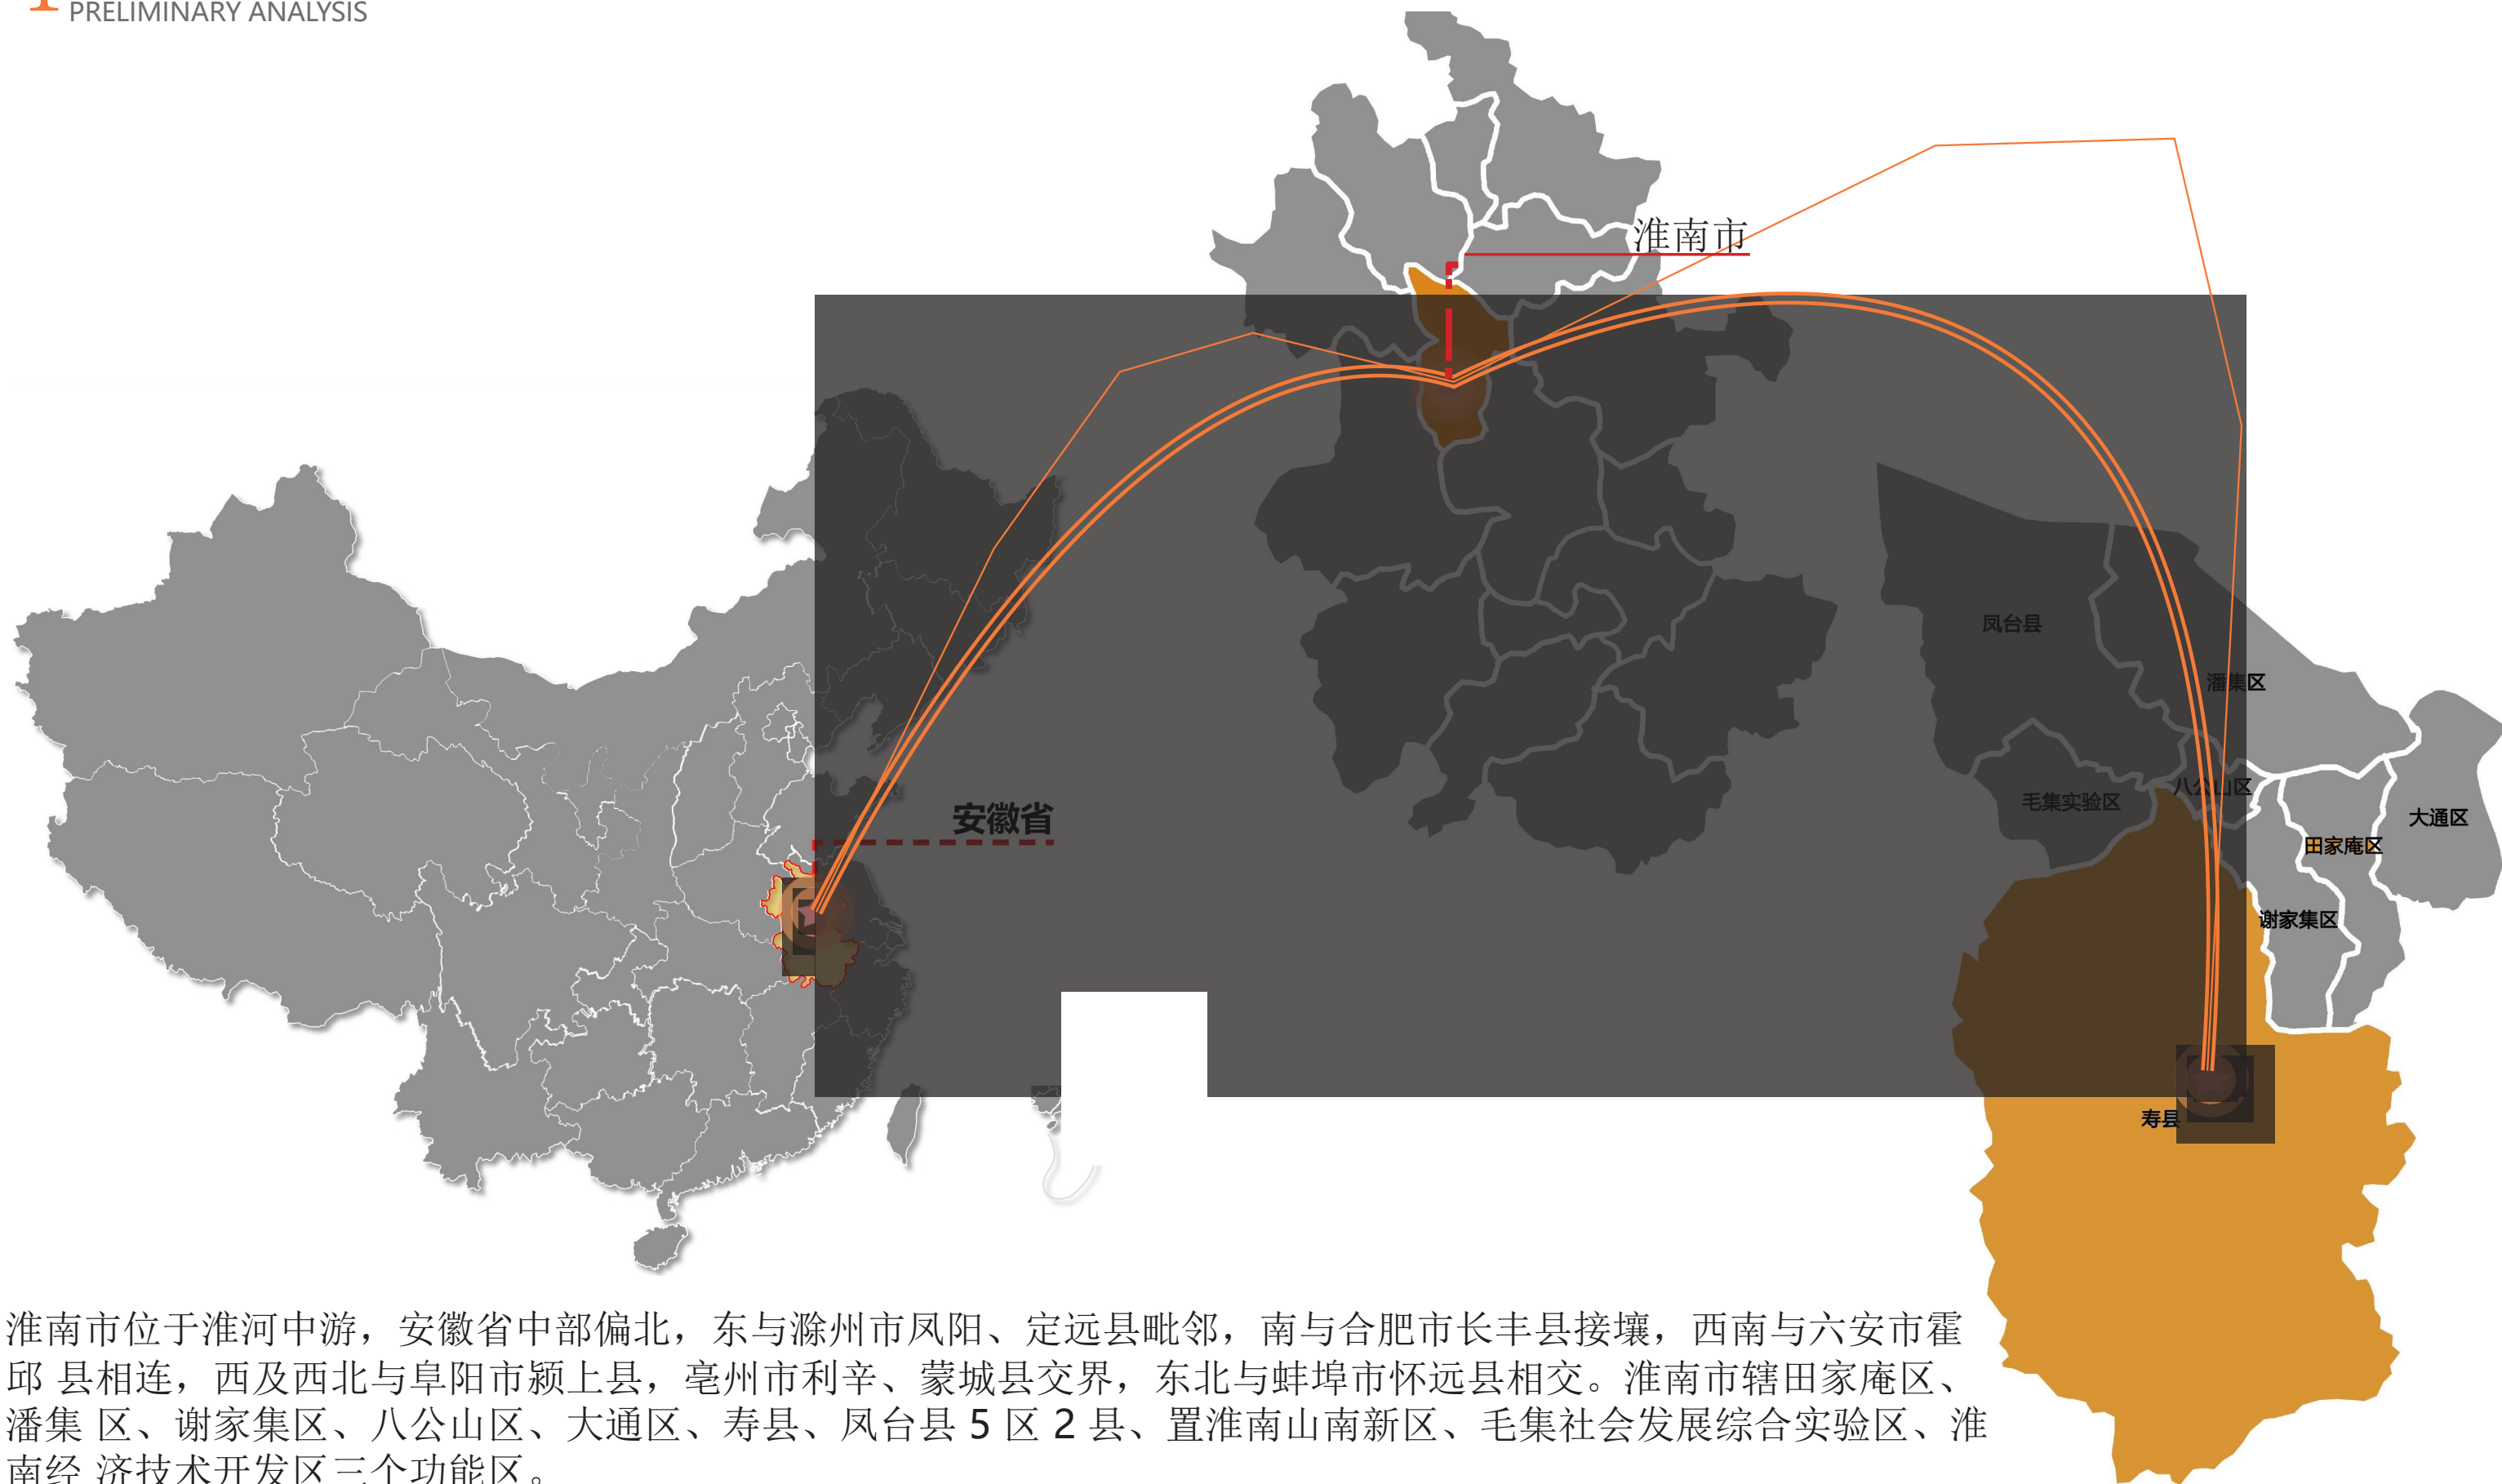 PRELIMINARY ANALYSIS
淮南市
凤台县
潘集区
安徽省
毛集实验区
八公山区
大通区
田家庵区
谢家集区
寿县
淮南市位于淮河中游，安徽省中部偏北，东与滁州市凤阳、定远县毗邻，南与合肥市长丰县接壤，西南与六安市霍
邱 县相连，西及西北与阜阳市颍上县，亳州市利辛、蒙城县交界，东北与蚌埠市怀远县相交。淮南市辖田家庵区、
潘集 区、谢家集区、八公山区、大通区、寿县、凤台县 5 区 2 县、置淮南山南新区、毛集社会发展综合实验区、淮
南经 济技术开发区三个功能区。